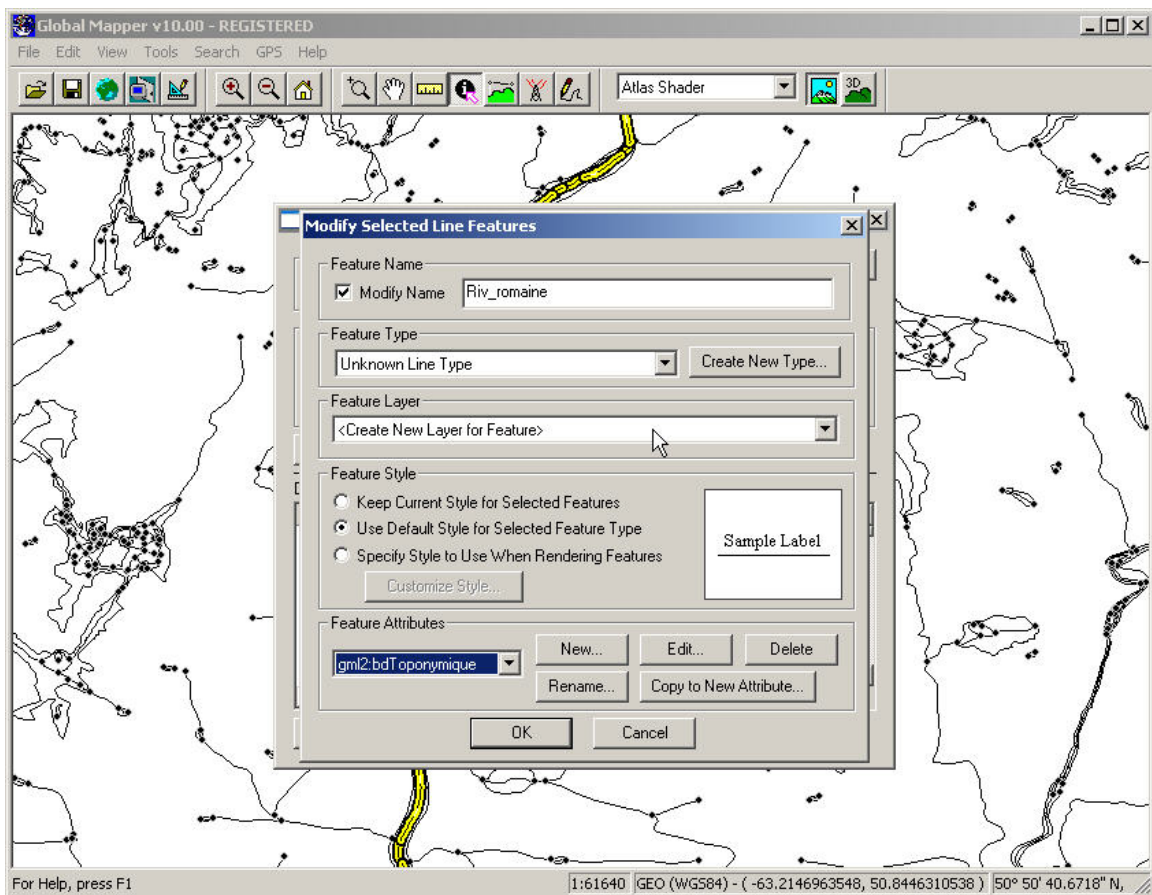 Global Mapper v10.00 - REGISTERED
File Edit View Tools Search GPS Help
Atlas Shader
3D
Modify Selected Line Features
Feature Name
Modify Name Riv_romaine
Feature Type
Unknown Line Type Create New Type...
Feature Layer
<Create New Layer for Feature>
Feature Style
Keep Current Style for Selected Features
Use Default Style for Selected Feature Type
Specify Style to Use When Rendering Features
Customize Style...
Sample Label
Feature Attributes
gml2:bdToponymique New... Edit... Delete
Rename... Copy to New Attribute...
OK Cancel
For Help, press F1 1:61640 GEO (WGS84) - ( -63.2146963548, 50.8446310538 ) 50° 50' 40.6718" N,